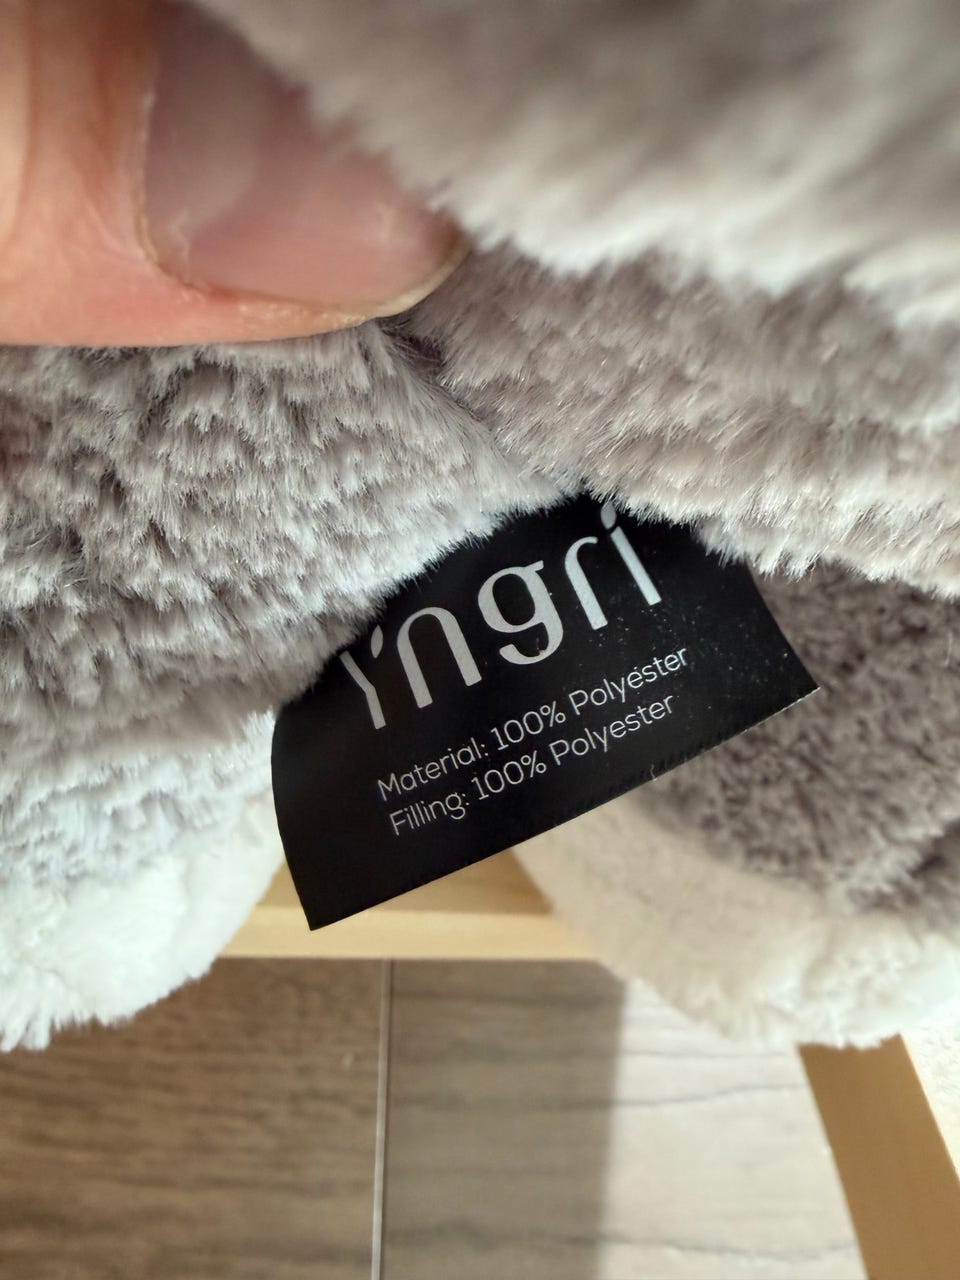 Yngri
Material: 100% Polyester
Filling: 100% Polyester